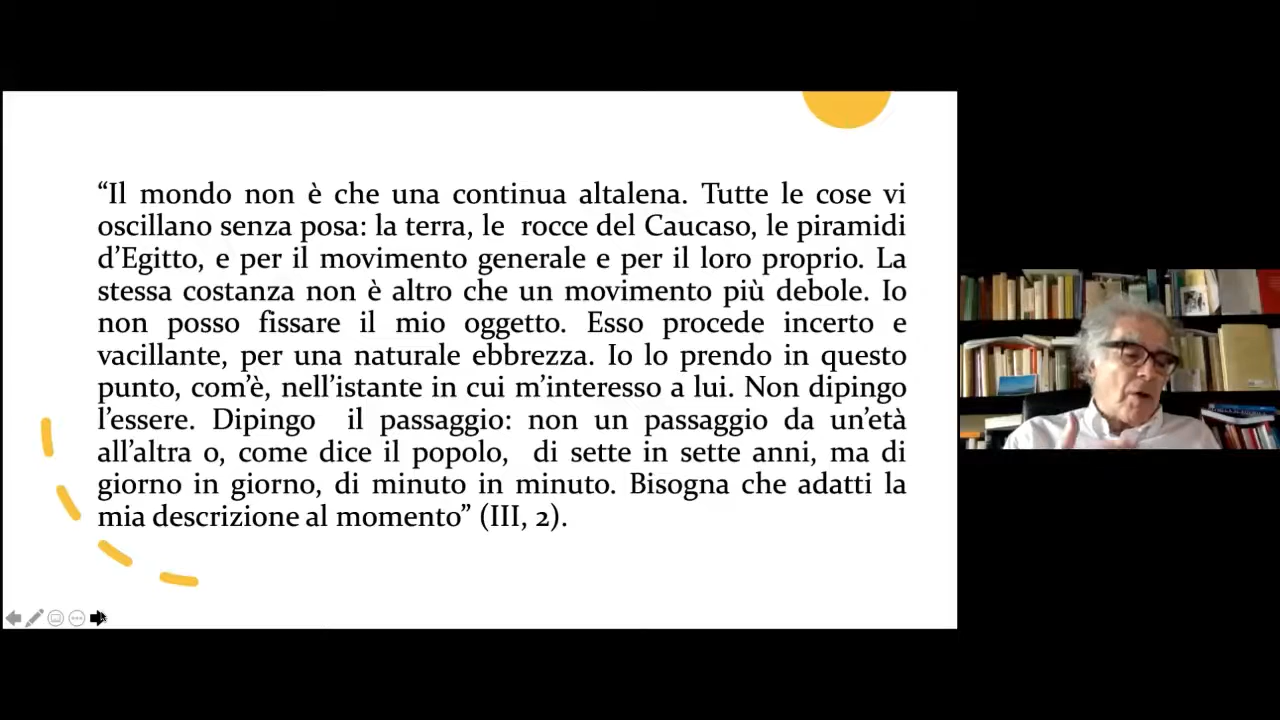 “Il mondo non è che una continua altalena. Tutte le cose vi
oscillano senza posa: la terra, le rocce del Caucaso, le piramidi
d’Egitto, e per il movimento generale e per il loro proprio. La
stessa costanza non è altro che un movimento più debole. Io
non posso fissare il mio oggetto. Esso procede incerto e
vacillante, per una naturale ebbrezza. Io lo prendo in questo
punto, com’è, nell’istante in cui m’interesso a lui. Non dipingo
l’essere. Dipingo il passaggio: non un passaggio da un’età
all’altra o, come dice il popolo, di sette in sette anni, ma di
giorno in giorno, di minuto in minuto. Bisogna che adatti la
mia descrizione al momento” (III, 2).